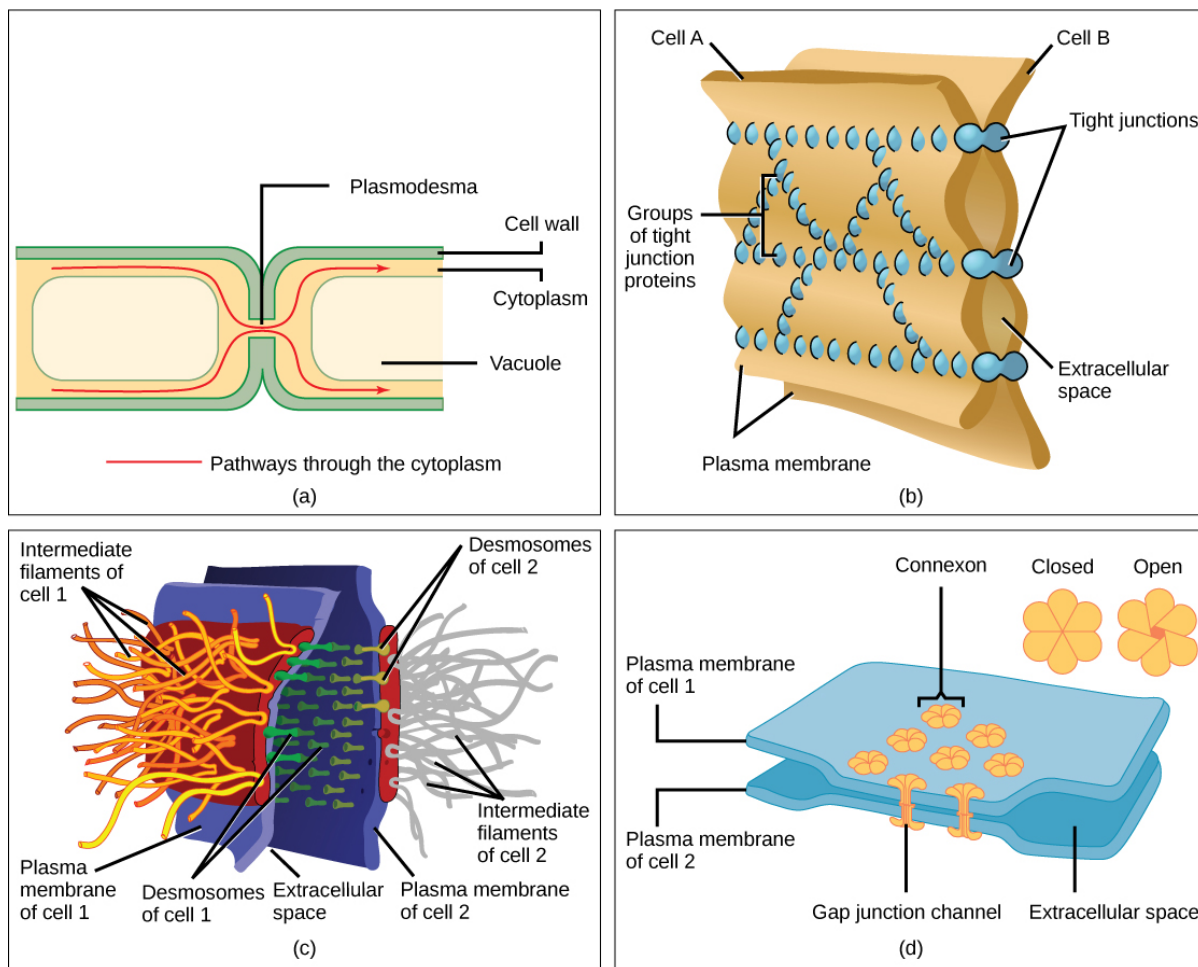 Plasmodesma
Cell wall
Cytoplasm
Vacuole
Pathways through the cytoplasm
(a)
Cell A
Cell B
Tight junctions
Groups
of tight
junction
proteins
Extracellular
space
Plasma membrane
(b)
Intermediate
filaments of
cell 1
Desmosomes
of cell 2
Intermediate
filaments of
cell 2
Plasma
membrane
of cell 1
Desmosomes
of cell 1
Extracellular
space
Plasma membrane
of cell 2
(c)
Connexon
Closed
Open
Plasma membrane
of cell 1
Plasma membrane
of cell 2
Gap junction channel
Extracellular space
(d)